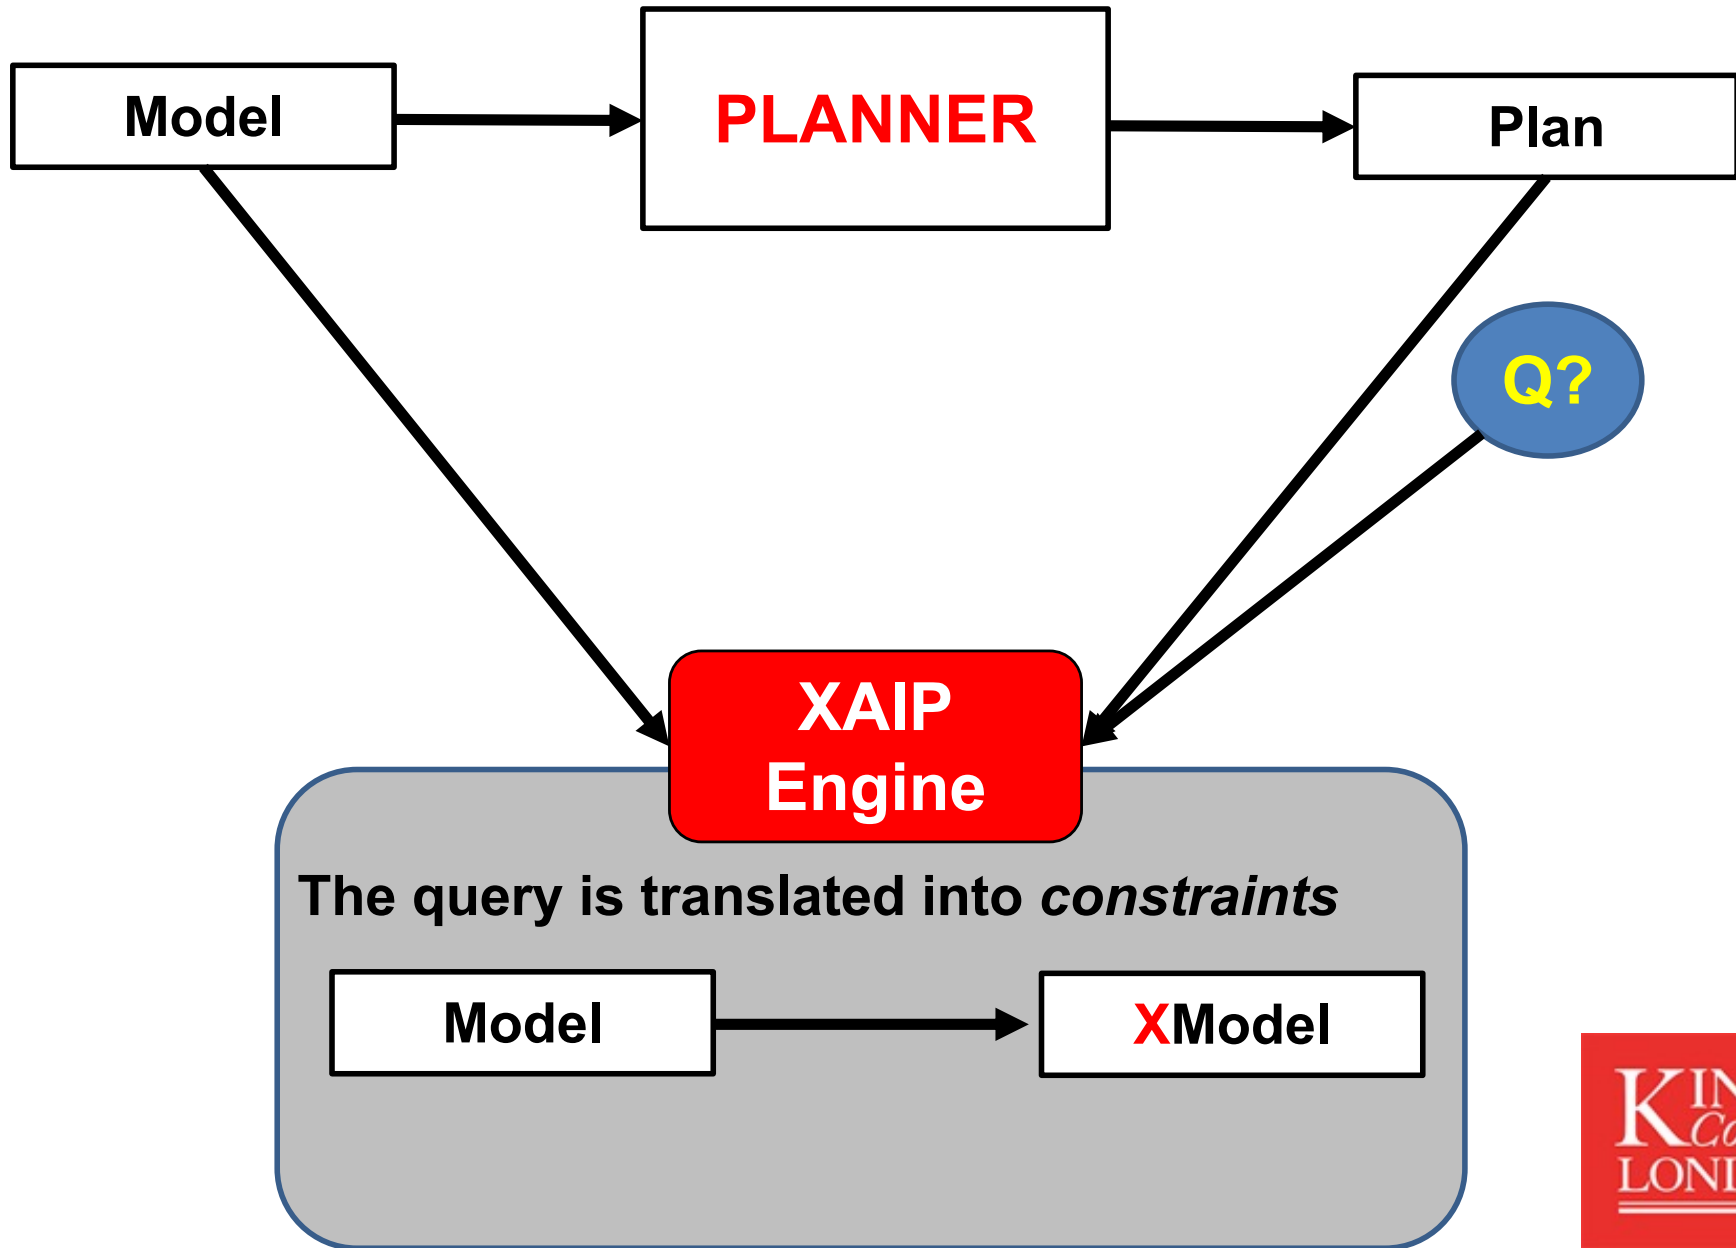 Model
PLANNER
Plan
Q?
XAIP
Engine
The query is translated into constraints
Model
XModel